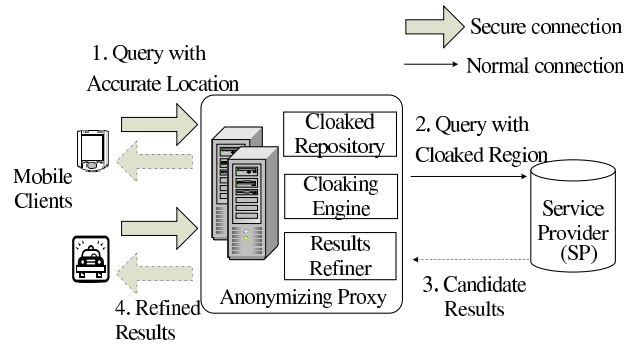 Secure connection
Normal connection
1. Query with
Accurate Location
Mobile
Clients
Cloaked
Repository
Cloaking
Engine
Results
Refiner
Anonymizing Proxy
2. Query with
Cloaked Region
Service
Provider
(SP)
3. Candidate
Results
4. Refined
Results